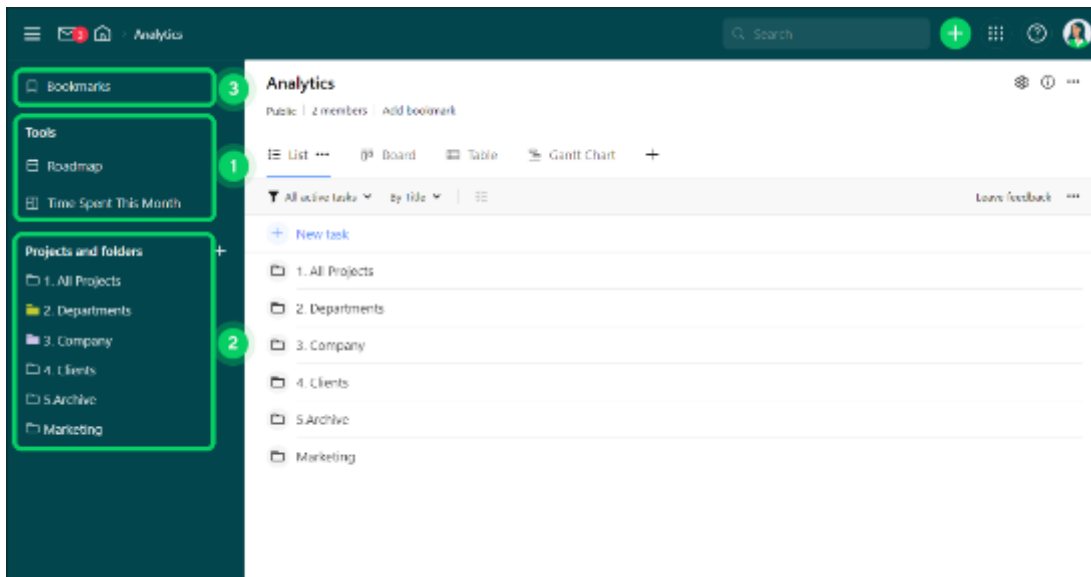 3 Analytics
Search
Bookmarks
3
Tools
1
Roadmap
Time Spent This Month
Projects and folders +
1. All Projects
2. Departments
3. Company
2
4. Clients
5.Archive
Marketing
Analytics
Public | 2 members | Add bookmark
List Board Table Gantt Chart +
All active tasks By Title Leave feedback
+ New task
1. All Projects
2. Departments
3. Company
4. Clients
5.Archive
Marketing